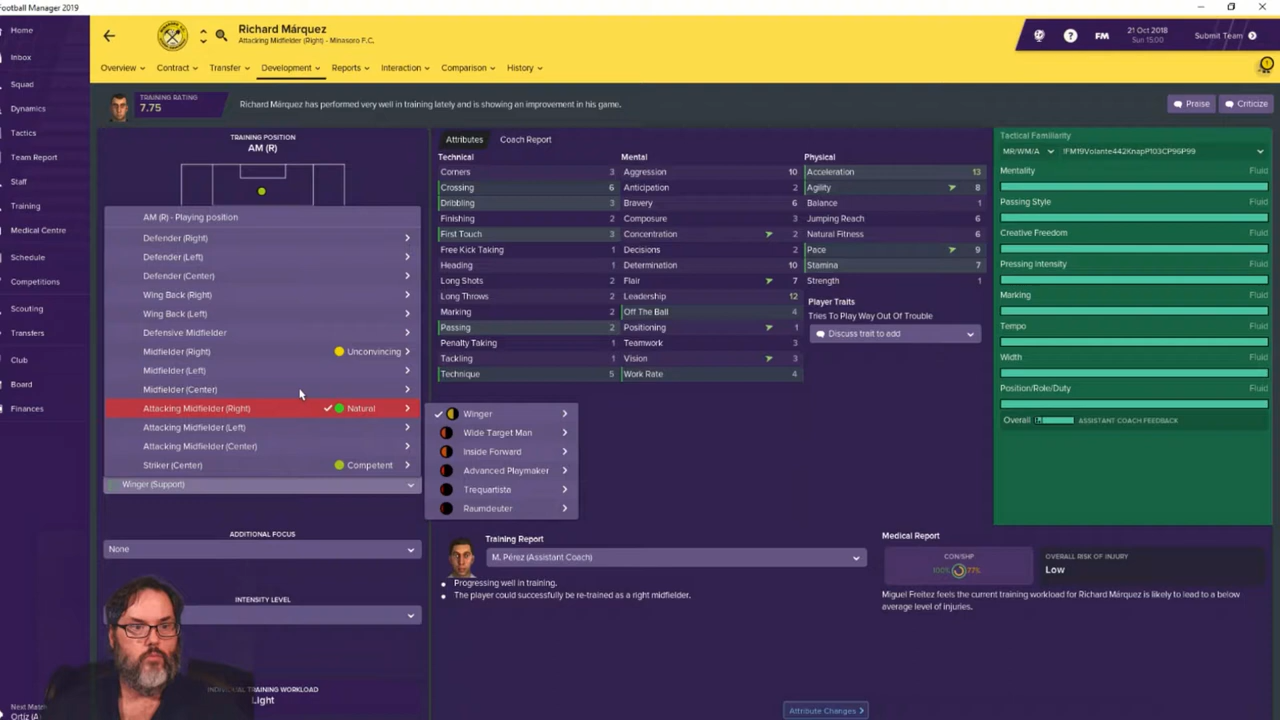 Football Manager 2019
Home
Inbox
Squad
Dynamics
Tactics
Team Report
Staff
Training
Medical Centre
Schedule
Competitions
Scouting
Transfers
Club
Board
Finances
Next Match
Ortiz (A)
Richard Márquez
Attacking Midfielder (Right) - Minasoro F.C.
21 Oct 2018
Sun 15:00
FM
Submit Team
Overview Contract Transfer Development Reports Interaction Comparison History
TRAINING RATING
7.75
Richard Márquez has performed very well in training lately and is showing an improvement in his game.
Praise
Criticize
TRAINING POSITION
AM (R)
AM (R) - Playing position
Defender (Right)
Defender (Left)
Defender (Center)
Wing Back (Right)
Wing Back (Left)
Defensive Midfielder
Midfielder (Right) Unconvincing
Midfielder (Left)
Midfielder (Center)
Attacking Midfielder (Right) Natural
Attacking Midfielder (Left)
Attacking Midfielder (Center)
Striker (Center) Competent
Winger (Support)
Winger
Wide Target Man
Inside Forward
Advanced Playmaker
Trequartista
Raumdeuter
ADDITIONAL FOCUS
None
INTENSITY LEVEL
INDIVIDUAL TRAINING WORKLOAD
Light
Attributes Coach Report
Technical
Corners 3
Crossing 6
Dribbling 3
Finishing 2
First Touch 3
Free Kick Taking 1
Heading 1
Long Shots 2
Long Throws 2
Marking 2
Passing 2
Penalty Taking 1
Tackling 1
Technique 5
Mental
Aggression 10
Anticipation 2
Bravery 6
Composure 3
Concentration 2
Decisions 2
Determination 10
Flair 7
Leadership 12
Off The Ball 4
Positioning 1
Teamwork 3
Vision 3
Work Rate 4
Physical
Acceleration 13
Agility 8
Balance 1
Jumping Reach 6
Natural Fitness 6
Pace 9
Stamina 7
Strength 1
Player Traits
Tries To Play Way Out Of Trouble
Discuss trait to add
Tactical Familiarity
MR/WM/A !FM19Volante442KnapP103CP96P99
Mentality Fluid
Passing Style Fluid
Creative Freedom Fluid
Pressing Intensity Fluid
Marking Fluid
Tempo Fluid
Width Fluid
Position/Role/Duty Fluid
Overall ASSISTANT COACH FEEDBACK
Training Report
M. Pérez (Assistant Coach)
Progressing well in training.
The player could successfully be re-trained as a right midfielder.
Medical Report
CON/SHP
100% 77%
OVERALL RISK OF INJURY
Low
Miguel Freitez feels the current training workload for Richard Márquez is likely to lead to a below
average level of injuries.
Attribute Changes